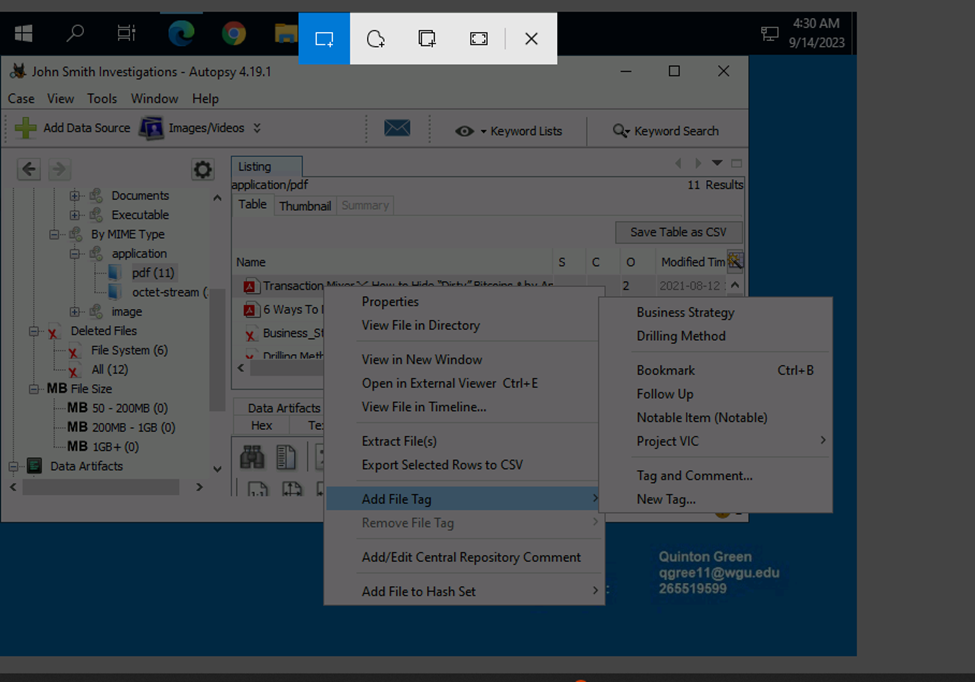 4:30 AM
9/14/2023
John Smith Investigations - Autopsy 4.19.1
Case View Tools Window Help
Add Data Source Images/Videos Keyword Lists Keyword Search
Listing
application/pdf 11 Results
Table Thumbnail Summary
Save Table as CSV
Name S C O Modified Tim
Transaction Mixer How to Hide "Dirty" Bitcoins
2 2021-08-12
6 Ways To
Business_St
Drilling Meth
Data Artifacts
Hex Te
Documents
Executable
By MIME Type
application
pdf (11)
octet-stream (
image
Deleted Files
File System (6)
All (12)
MB File Size
MB 50 - 200MB (0)
MB 200MB - 1GB (0)
MB 1GB+ (0)
Data Artifacts
Properties
View File in Directory
View in New Window
Open in External Viewer Ctrl+E
View File in Timeline...
Extract File(s)
Export Selected Rows to CSV
Add File Tag
Remove File Tag
Add/Edit Central Repository Comment
Add File to Hash Set
Business Strategy
Drilling Method
Bookmark Ctrl+B
Follow Up
Notable Item (Notable)
Project VIC
Tag and Comment...
New Tag...
Quinton Green
qgree11@wgu.edu
265519599